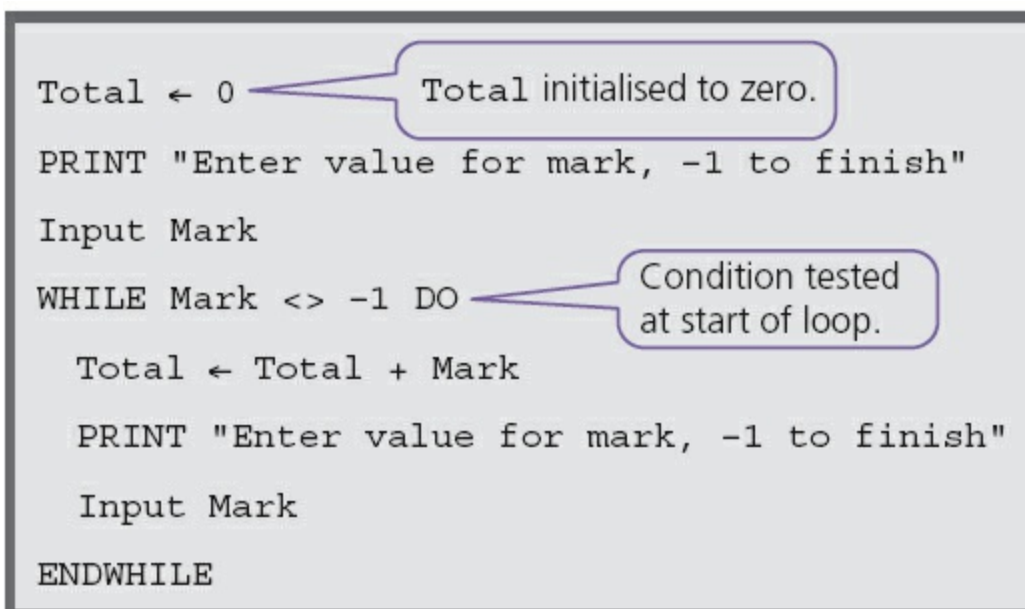 Total ← 0
Total initialised to zero.
PRINT "Enter value for mark, -1 to finish"
Input Mark
WHILE Mark <> -1 DO
Condition tested
at start of loop.
Total ← Total + Mark
PRINT "Enter value for mark, -1 to finish"
Input Mark
ENDWHILE